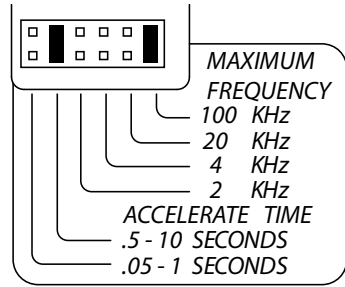 MAXIMUM
FREQUENCY
100 KHz
20 KHz
4 KHz
2 KHz
ACCELERATE TIME
.5 - 10 SECONDS
.05 - 1 SECONDS